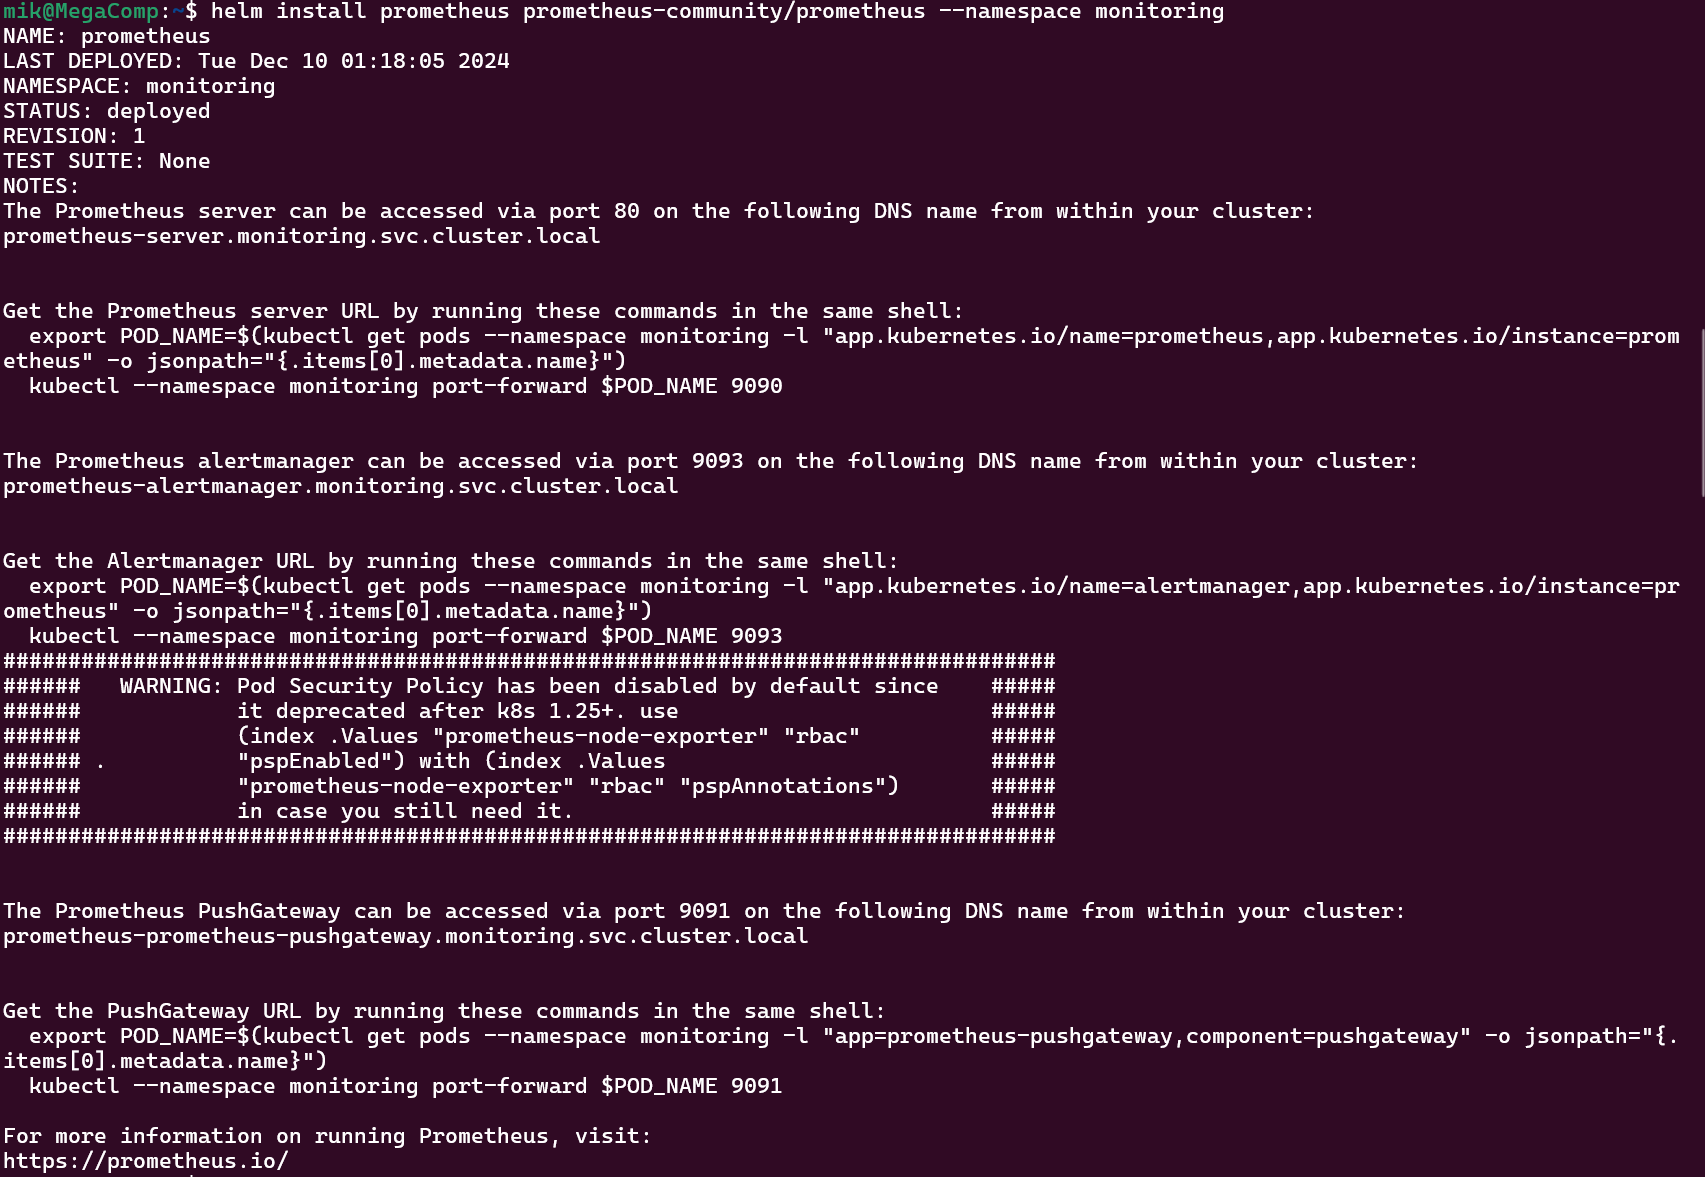 mik@MegaComp:~$ helm install prometheus prometheus-community/prometheus --namespace monitoring
NAME: prometheus
LAST DEPLOYED: Tue Dec 10 01:18:05 2024
NAMESPACE: monitoring
STATUS: deployed
REVISION: 1
TEST SUITE: None
NOTES:
The Prometheus server can be accessed via port 80 on the following DNS name from within your cluster:
prometheus-server.monitoring.svc.cluster.local
Get the Prometheus server URL by running these commands in the same shell:
  export POD_NAME=$(kubectl get pods --namespace monitoring -l "app.kubernetes.io/name=prometheus,app.kubernetes.io/instance=prom
etheus" -o jsonpath="{.items[0].metadata.name}")
  kubectl --namespace monitoring port-forward $POD_NAME 9090
The Prometheus alertmanager can be accessed via port 9093 on the following DNS name from within your cluster:
prometheus-alertmanager.monitoring.svc.cluster.local
Get the Alertmanager URL by running these commands in the same shell:
  export POD_NAME=$(kubectl get pods --namespace monitoring -l "app.kubernetes.io/name=alertmanager,app.kubernetes.io/instance=pr
ometheus" -o jsonpath="{.items[0].metadata.name}")
  kubectl --namespace monitoring port-forward $POD_NAME 9093
#################################################################################
######   WARNING: Pod Security Policy has been disabled by default since    #####
######            it deprecated after k8s 1.25+. use                        #####
######            (index .Values "prometheus-node-exporter" "rbac"          #####
###### .          "pspEnabled") with (index .Values                         #####
######            "prometheus-node-exporter" "rbac" "pspAnnotations")       #####
######            in case you still need it.                                #####
#################################################################################
The Prometheus PushGateway can be accessed via port 9091 on the following DNS name from within your cluster:
prometheus-prometheus-pushgateway.monitoring.svc.cluster.local
Get the PushGateway URL by running these commands in the same shell:
  export POD_NAME=$(kubectl get pods --namespace monitoring -l "app=prometheus-pushgateway,component=pushgateway" -o jsonpath="{.
items[0].metadata.name}")
  kubectl --namespace monitoring port-forward $POD_NAME 9091
For more information on running Prometheus, visit:
https://prometheus.io/